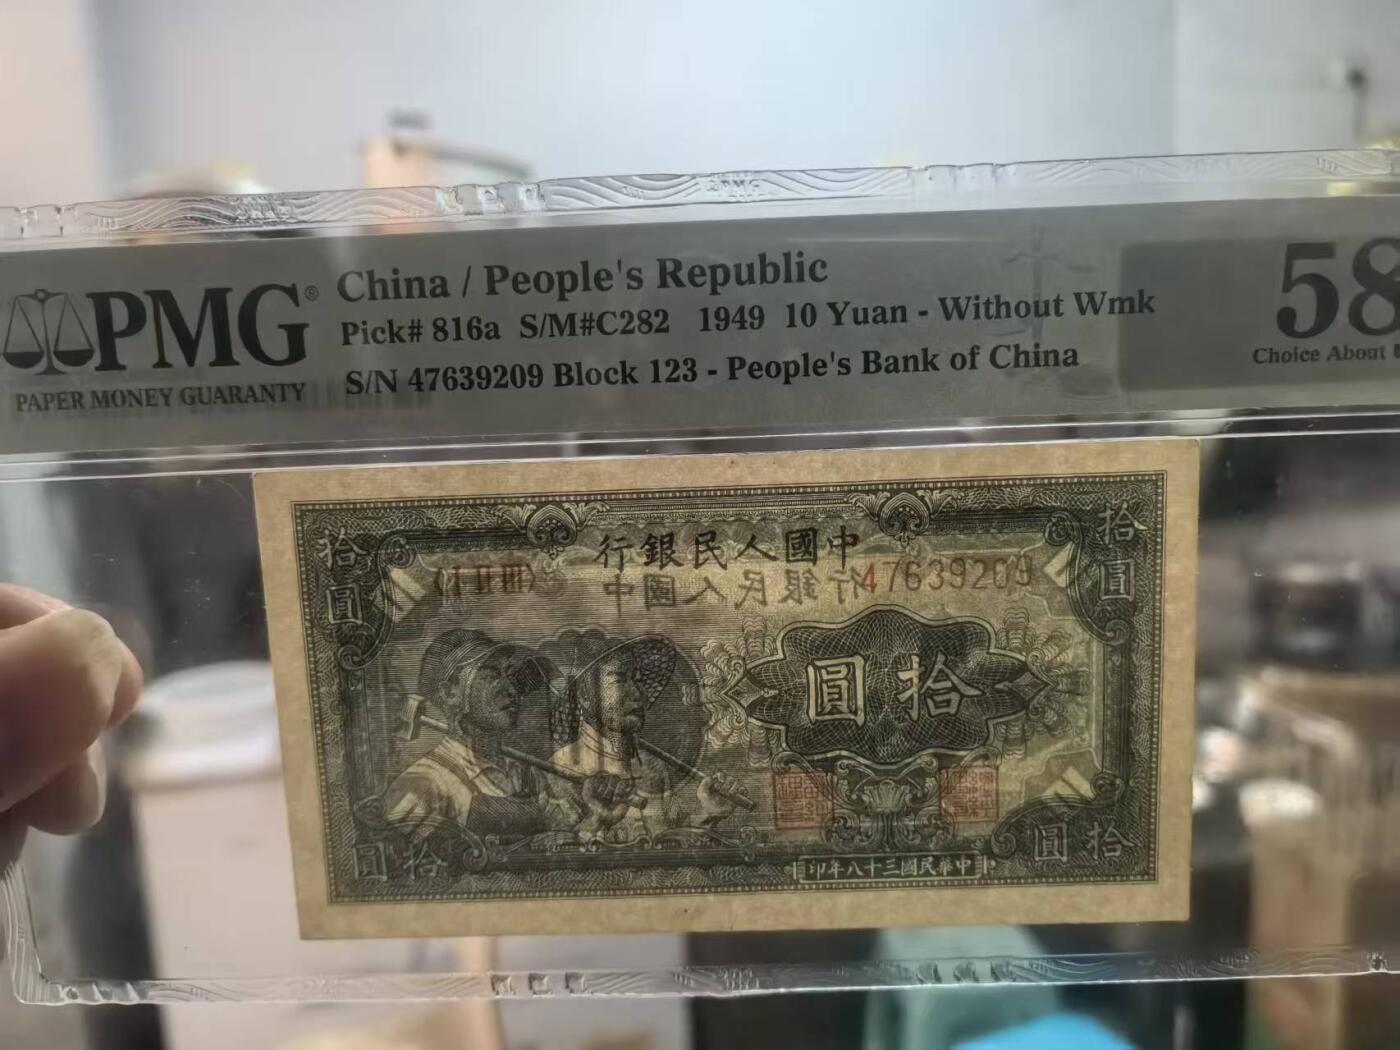 PMG®
PAPER MONEY GUARANTY
China / People's Republic
Pick# 816a S/M#C282 1949 10 Yuan - Without Wmk
S/N 47639209 Block 123 - People's Bank of China
58
Choice About
行銀民人國中
拾圓
拾圓
〈ⅢⅡⅠ〉
47639209
圓拾
圓拾
圓拾
印年八十三國民華中